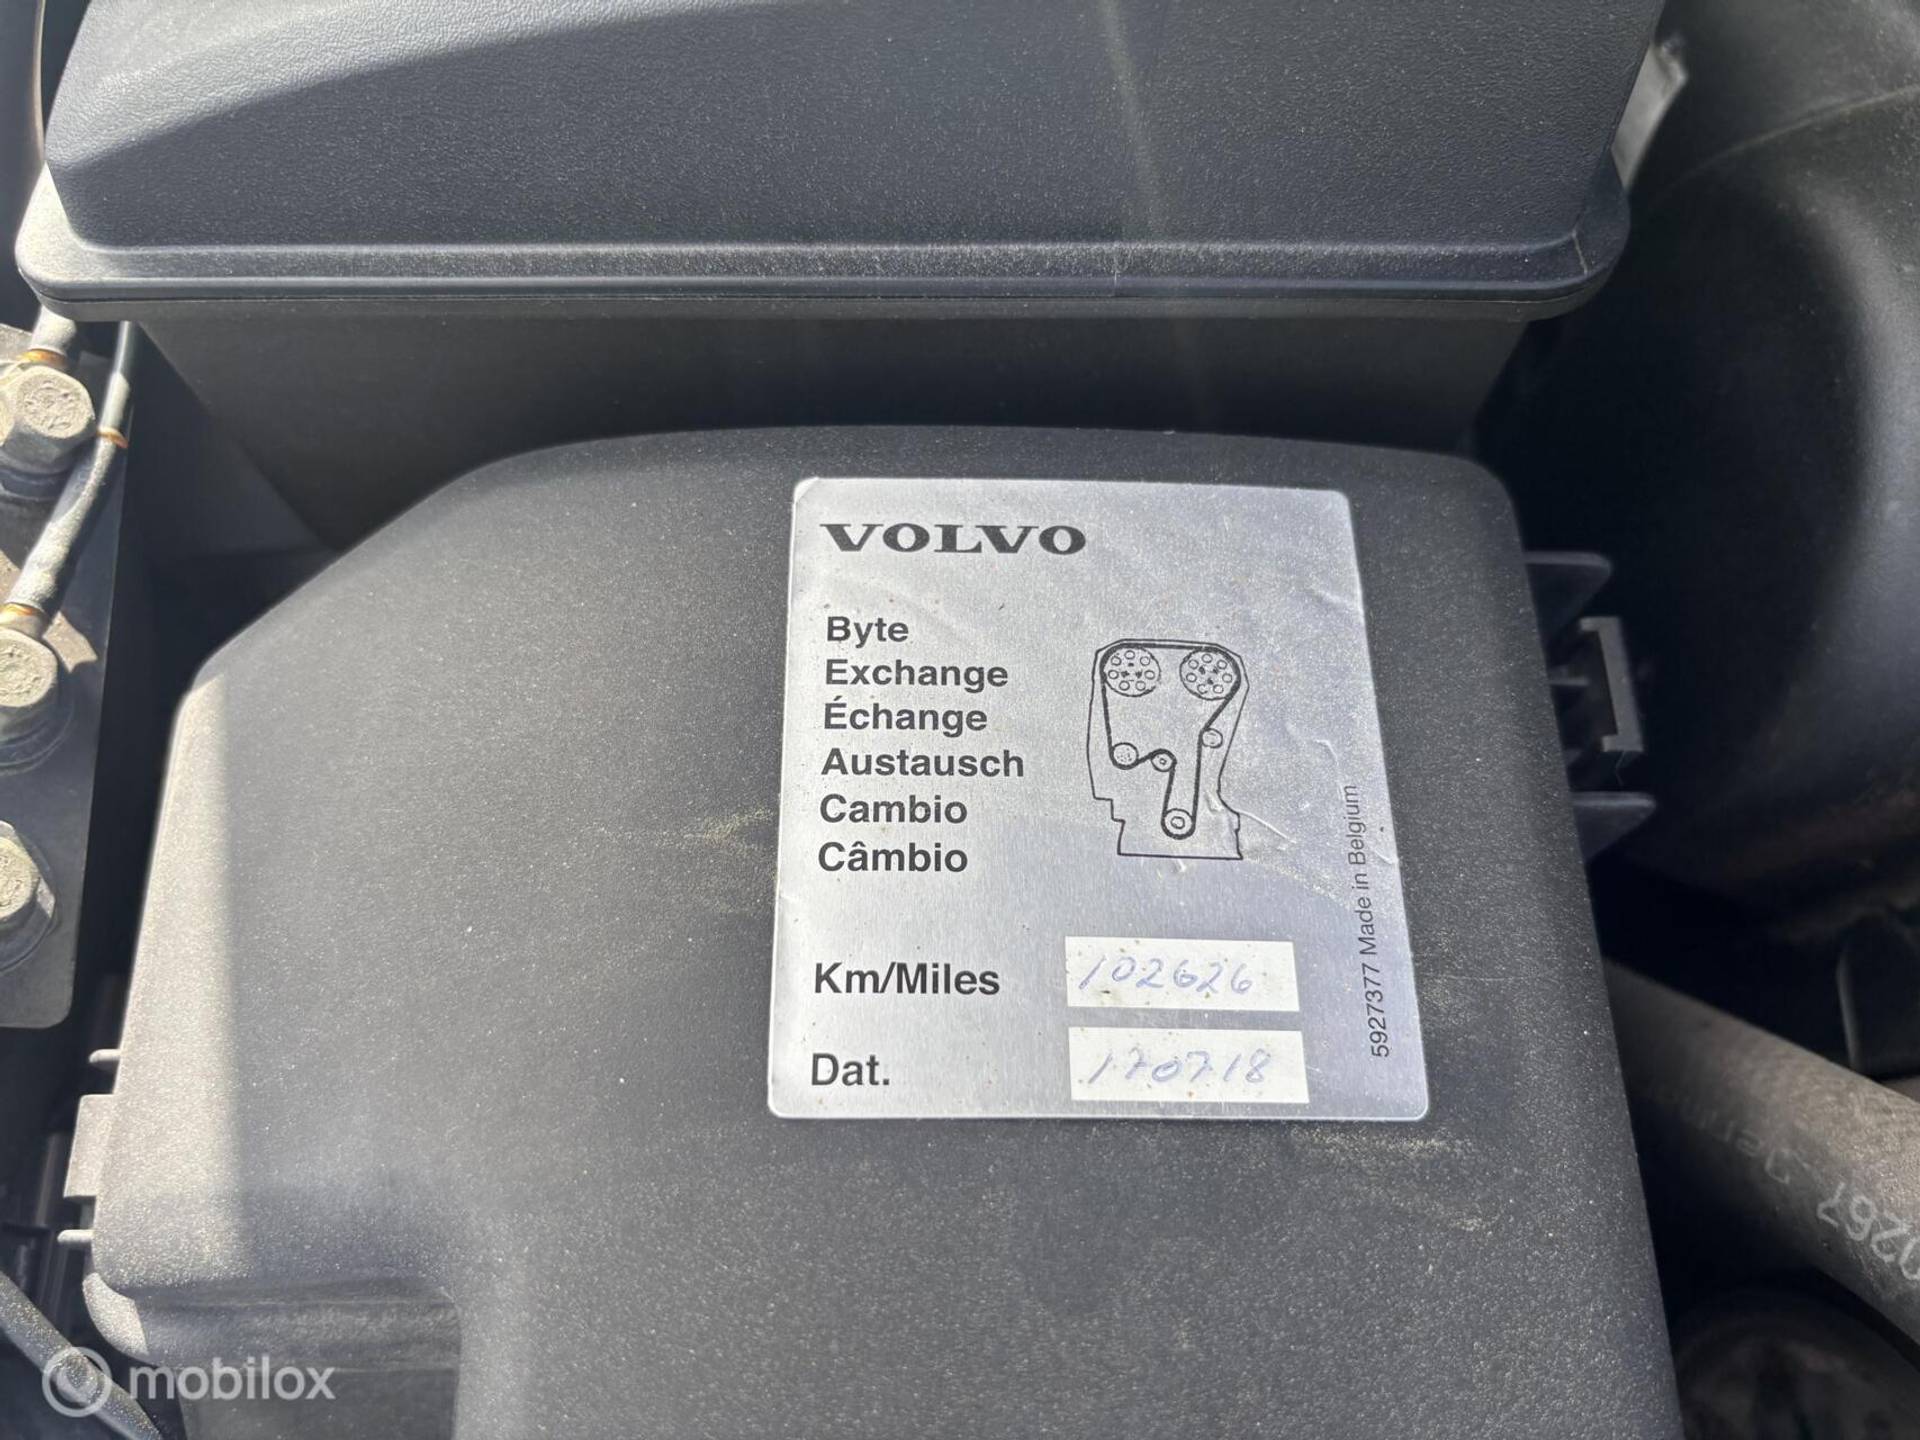 VOLVO
Byte
Exchange
Échange
Austausch
Cambio
Câmbio
Km/Miles 102626
Dat. 170718
5927377 Made in Belgium
mobilox